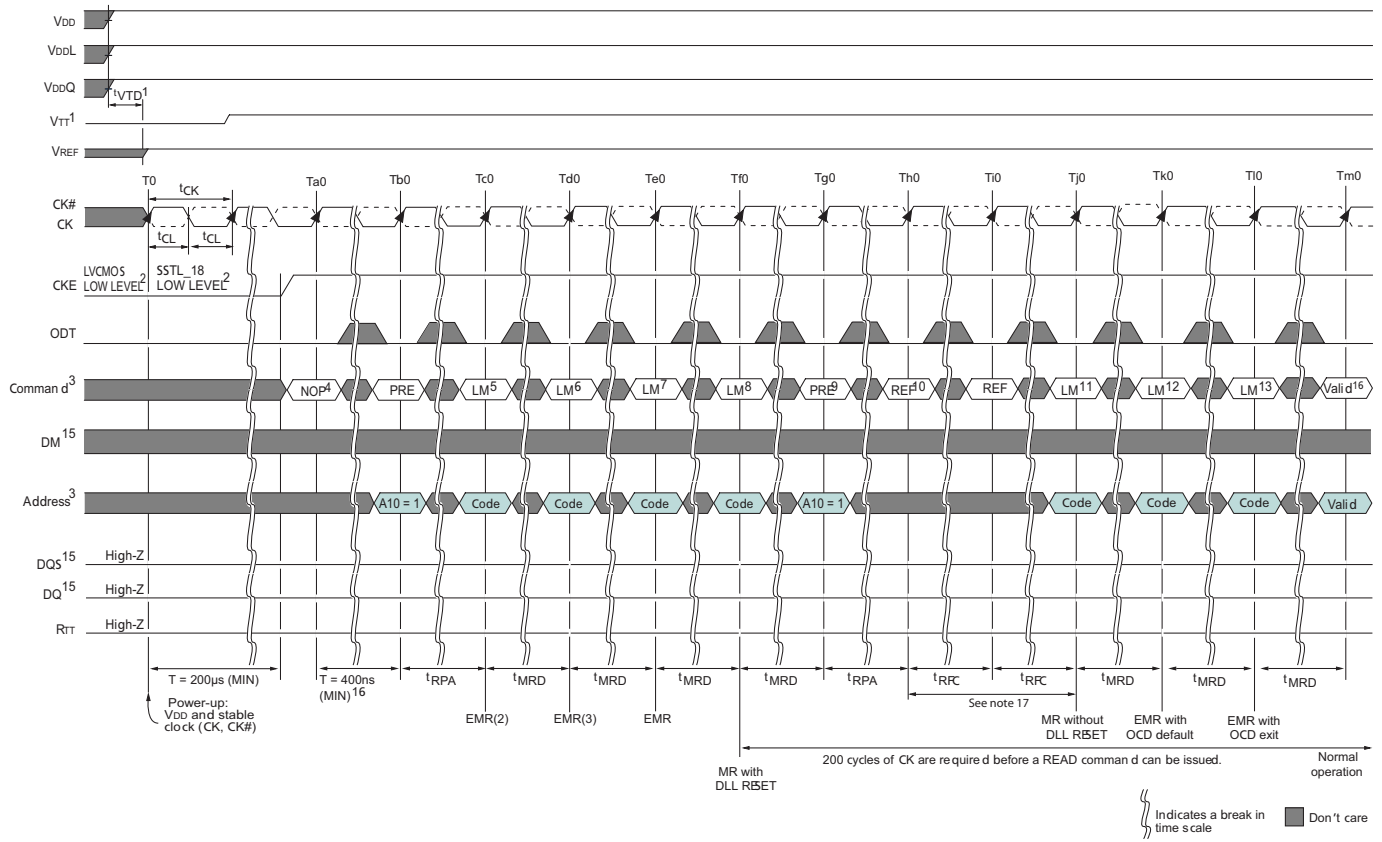 VDD
VDDL
VDDQ
tVTD1
VTT1
VREF
T0 Ta0 Tb0 Tc0 Td0 Te0 Tf0 Tg0 Th0 Ti0 Tj0 Tk0 Tl0 Tm0
tCK
CK#
CK
tCL tCL
CKE
LVCMOS
LOW LEVEL2
SSTL_18
LOW LEVEL2
ODT
Command3 NOP4 PRE LM5 LM6 LM7 LM8 PRE9 REF10 REF LM11 LM12 LM13 Valid16
DM15
Address3 A10 = 1 Code Code Code Code A10 = 1 Code Code Code Valid
DQS15 High-Z
DQ15 High-Z
RTT High-Z
T = 200µs (MIN) T = 400ns (MIN)16 tRPA tMRD tMRD tMRD tMRD tRPA tRFC tRFC tMRD tMRD tMRD
See note 17
Power-up:
VDD and stable
clock (CK, CK#)
EMR(2) EMR(3) EMR
MR without
DLL RESET
EMR with
OCD default
EMR with
OCD exit
200 cycles of CK are required before a READ command can be issued.
Normal
operation
MR with
DLL RESET
Indicates a break in
time scale
Don't care